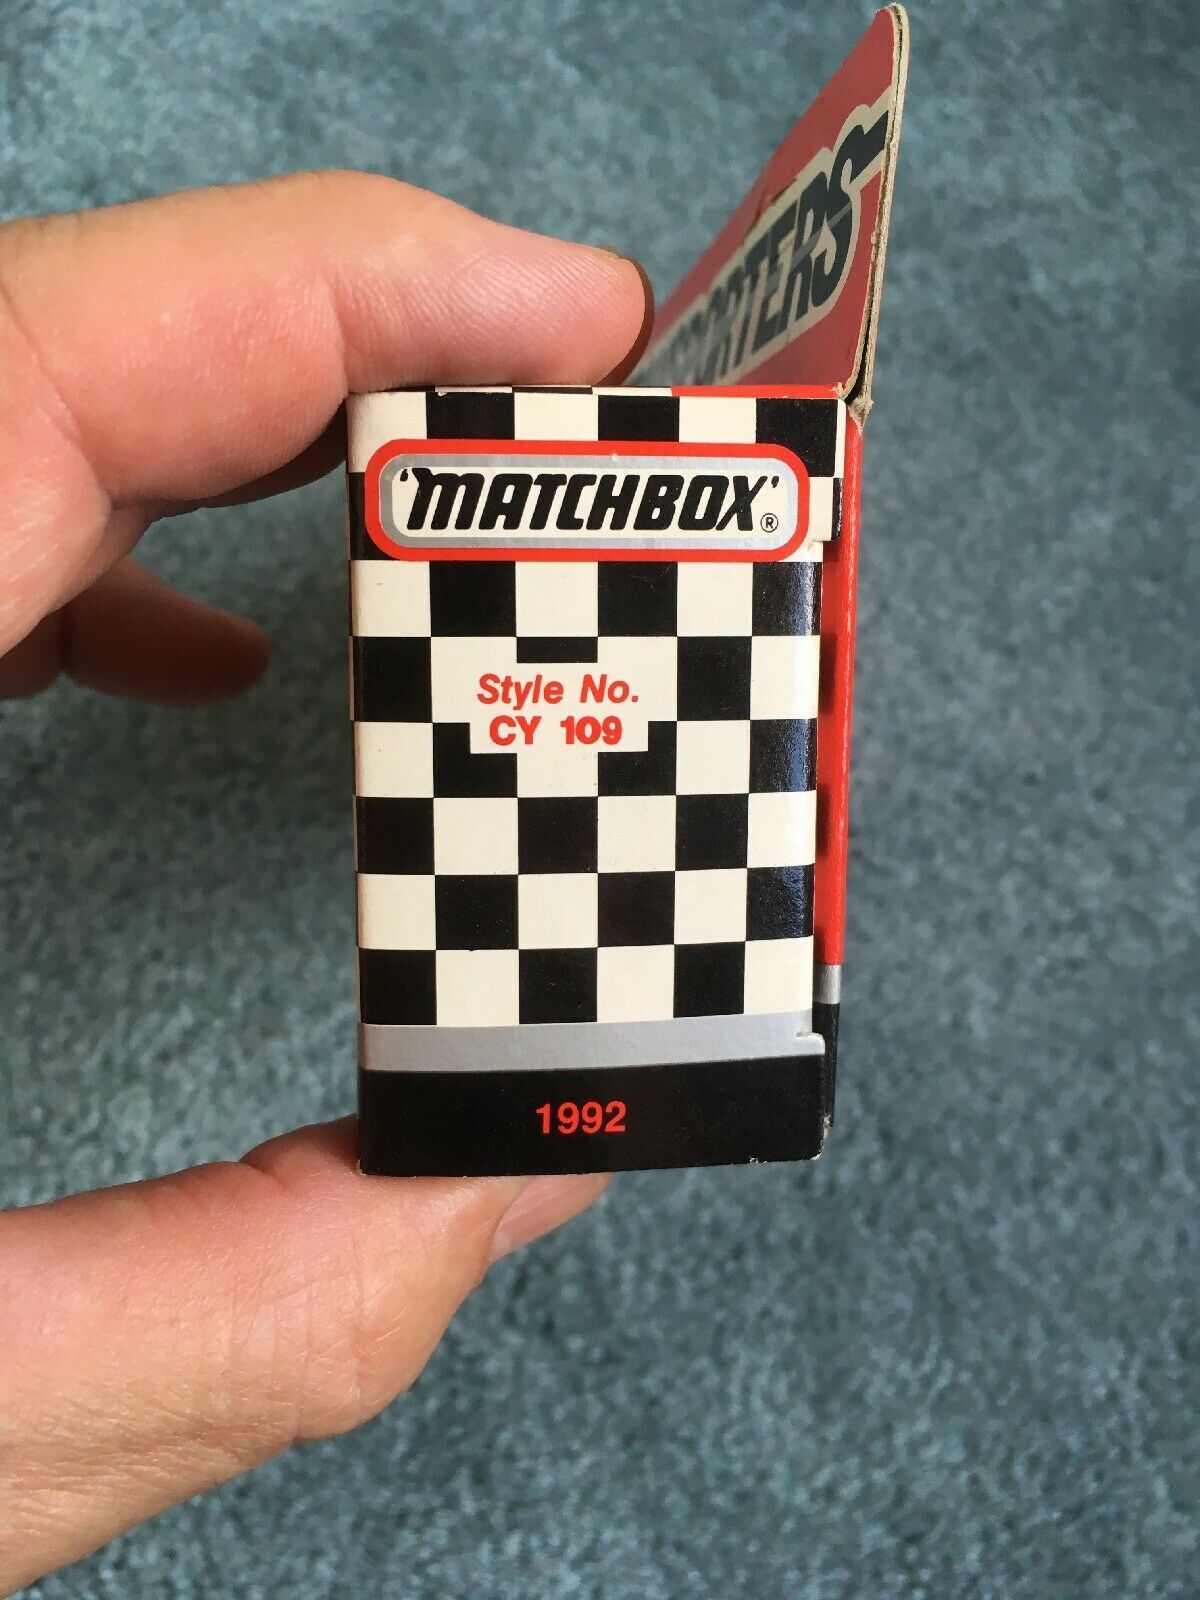 'MATCHBOX'®
Style No.
CY 109
1992